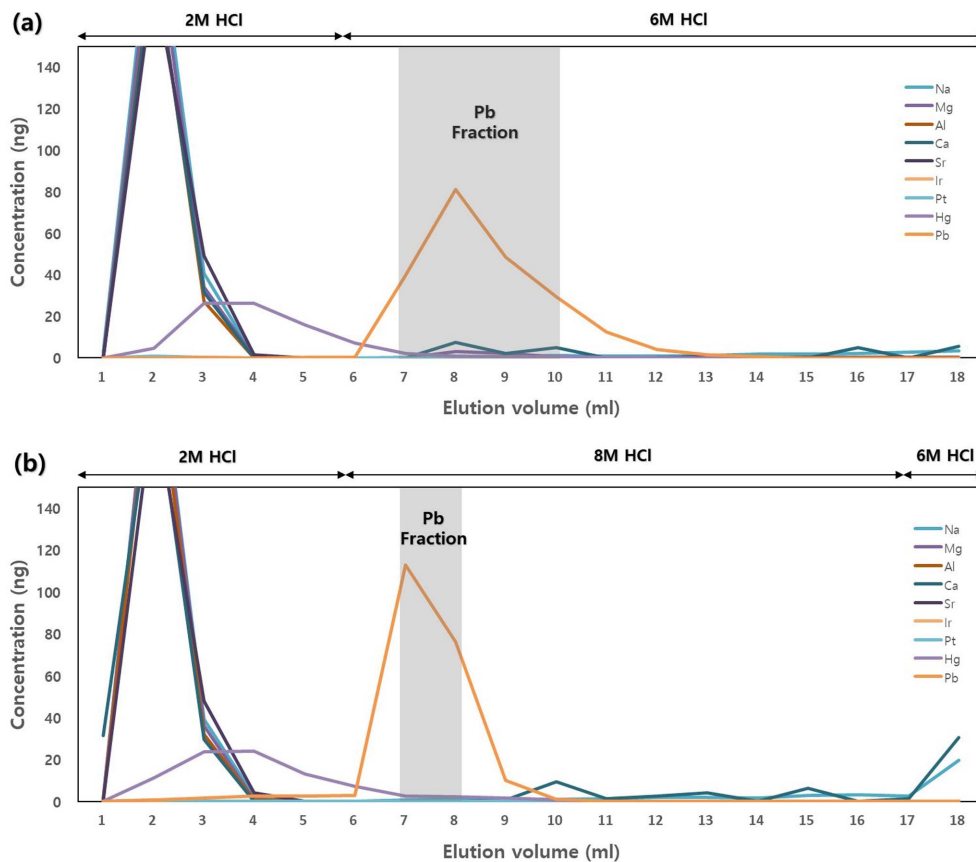 (a)
2M HCl
6M HCl
Concentration (ng)
140
120
100
80
60
40
20
0
Pb
Fraction
Na
Mg
Al
Ca
Sr
Ir
Pt
Hg
Pb
1 2 3 4 5 6 7 8 9 10 11 12 13 14 15 16 17 18
Elution volume (ml)
(b)
2M HCl
8M HCl
6M HCl
Concentration (ng)
140
120
100
80
60
40
20
0
Pb
Fraction
Na
Mg
Al
Ca
Sr
Ir
Pt
Hg
Pb
1 2 3 4 5 6 7 8 9 10 11 12 13 14 15 16 17 18
Elution volume (ml)